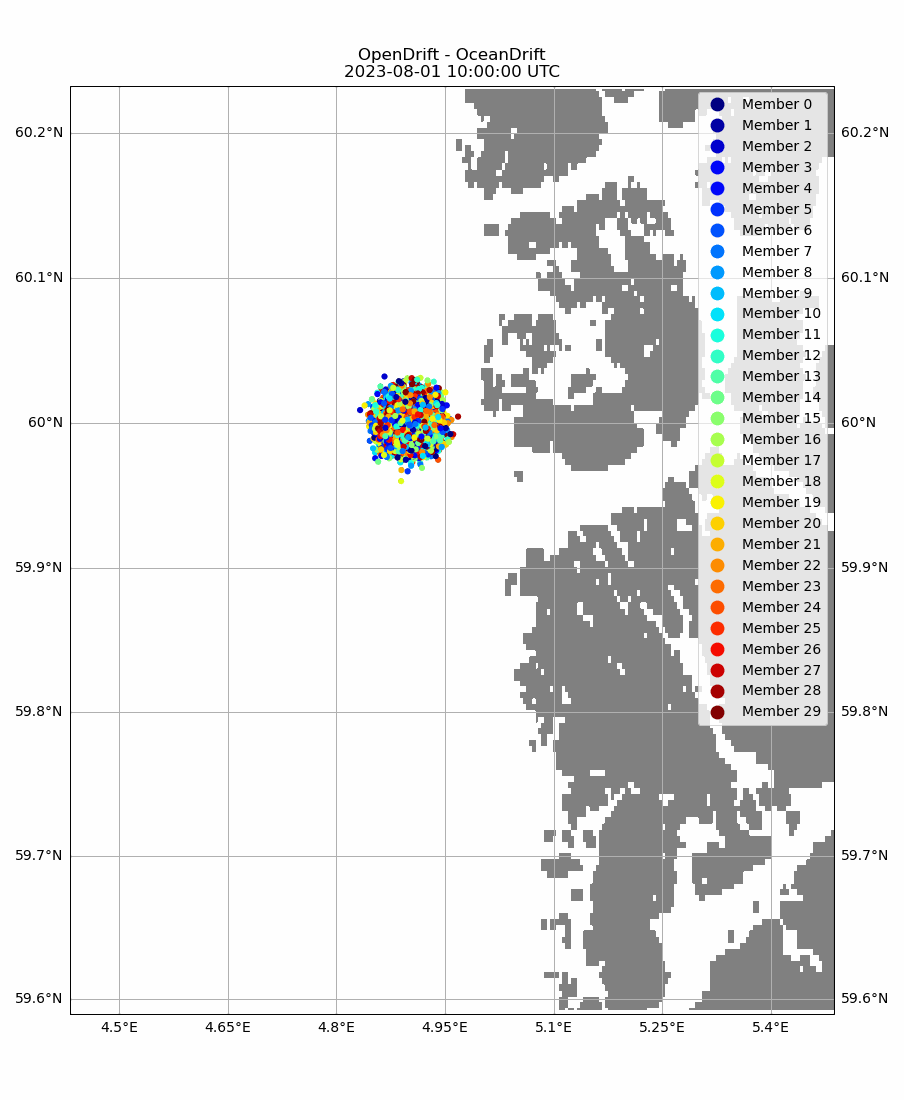 OpenDrift - OceanDrift
2023-08-01 10:00:00 UTC
Member 0
60.2°N
Member 1
60.2°N
Member 2
Member 3
Member 4
Member 5
Member 6
Member 7
60.1°N
Member 8
60.1°N
Member 9
Member 10
Member 11
Member 12
Member 13
Member 14
60°N
Member 15
60°N
Member 16
Member 17
Member 18
Member 19
Member 20
Member 21
59.9°N
Member 22
59.9°N
Member 23
Member 24
Member 25
Member 26
Member 27
Member 28
59.8°N
Member 29
59.8°N
59.7°N
59.7°N
59.6°N
59.6°N
4.5°E
4.65°E
4.8°E
4.95°E
5.1°E
5.25°E
5.4°E